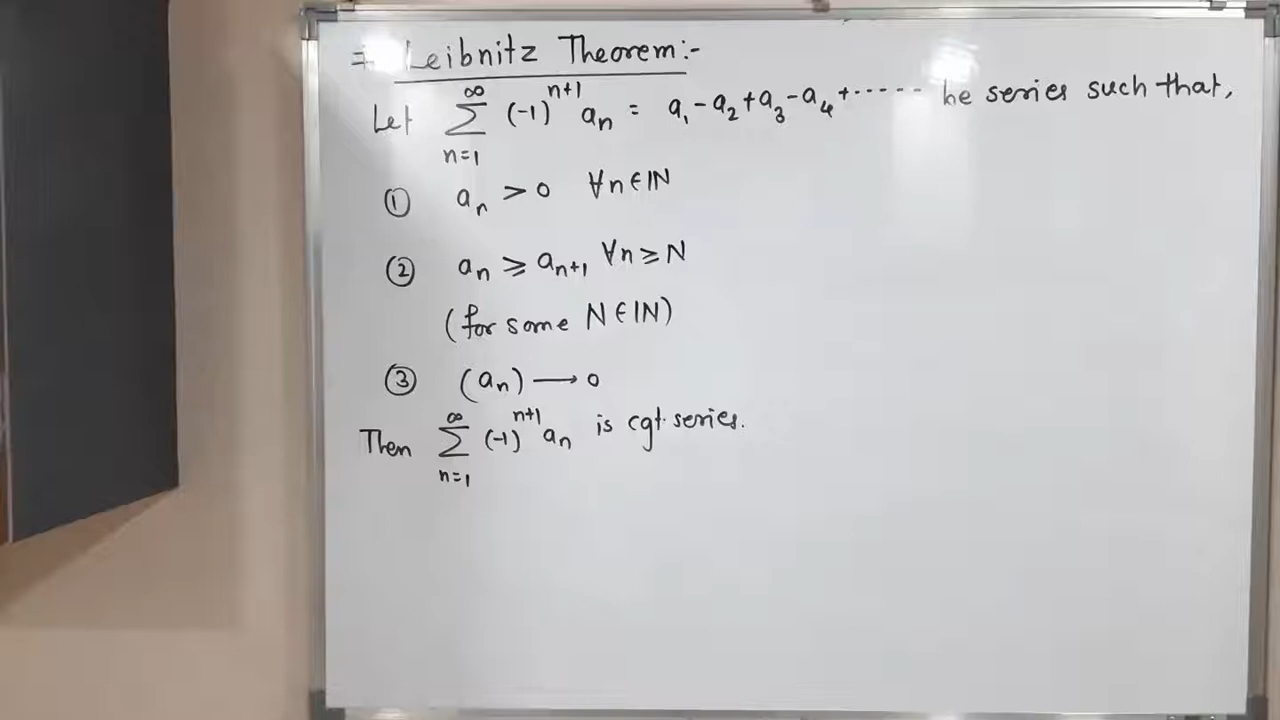 ⇒ Leibnitz Theorem:-
Let ∑_{n=1}^{∞} (-1)^{n+1} a_n = a_1 - a_2 + a_3 - a_4 + ------ be series such that,
① a_n > 0 ∀n∈ℕ
② a_n ≥ a_{n+1} ∀n ≥ N
(for some N∈ℕ)
③ (a_n) → 0
Then ∑_{n=1}^{∞} (-1)^{n+1} a_n is cgt. series.